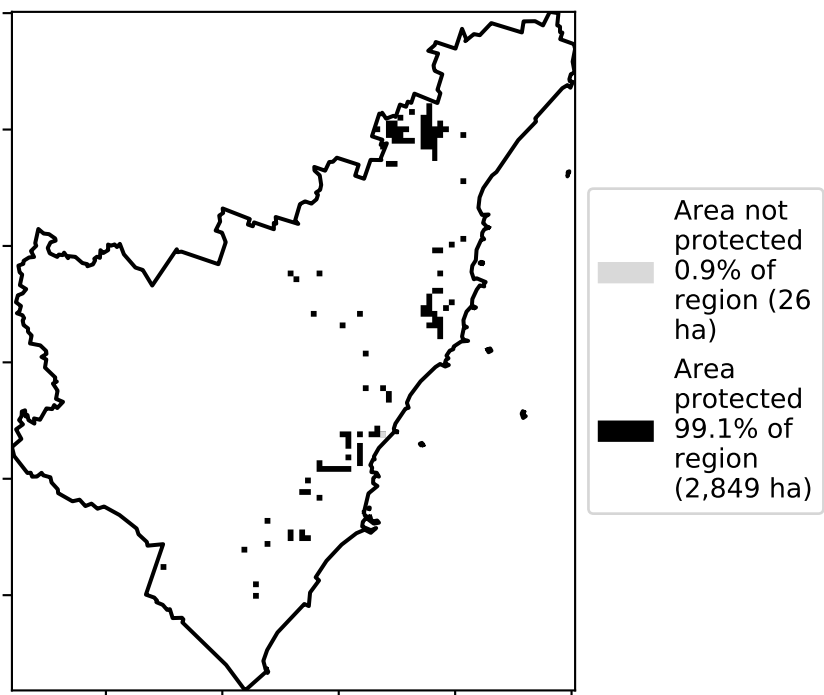 Area not
protected
0.9% of
region (26
ha)
Area
protected
99.1% of
region
(2,849 ha)